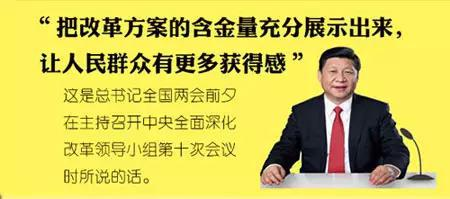 “把改革方案的含金量充分展示出来，
让人民群众有更多获得感”
这是总书记全国两会前夕
在主持召开中央全面深化
改革领导小组第十次会议
时所说的话。